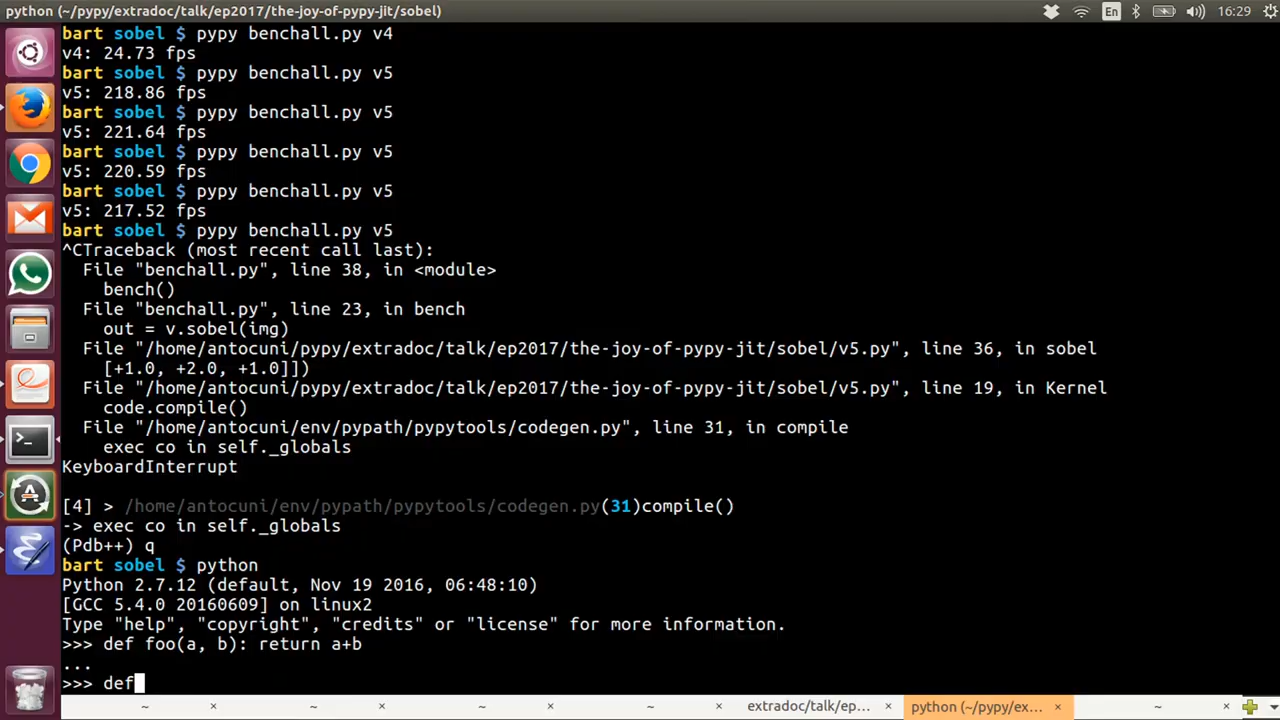 python (~/pypy/extradoc/talk/ep2017/the-joy-of-pypy-jit/sobel)
En
16:29
bart sobel $ pypy benchall.py v4
v4: 24.73 fps
bart sobel $ pypy benchall.py v5
v5: 218.86 fps
bart sobel $ pypy benchall.py v5
v5: 221.64 fps
bart sobel $ pypy benchall.py v5
v5: 220.59 fps
bart sobel $ pypy benchall.py v5
v5: 217.52 fps
bart sobel $ pypy benchall.py v5
^CTraceback (most recent call last):
  File "benchall.py", line 38, in <module>
    bench()
  File "benchall.py", line 23, in bench
    out = v.sobel(img)
  File "/home/antocuni/pypy/extradoc/talk/ep2017/the-joy-of-pypy-jit/sobel/v5.py", line 36, in sobel
    [+1.0, +2.0, +1.0]])
  File "/home/antocuni/pypy/extradoc/talk/ep2017/the-joy-of-pypy-jit/sobel/v5.py", line 19, in Kernel
    code.compile()
  File "/home/antocuni/env/pypath/pypytools/codegen.py", line 31, in compile
    exec co in self._globals
KeyboardInterrupt
[4] > /home/antocuni/env/pypath/pypytools/codegen.py(31)compile()
-> exec co in self._globals
(Pdb++) q
bart sobel $ python
Python 2.7.12 (default, Nov 19 2016, 06:48:10)
[GCC 5.4.0 20160609] on linux2
Type "help", "copyright", "credits" or "license" for more information.
>>> def foo(a, b): return a+b
...
>>> def
~ × ~ × ~ × ~ × extradoc/talk/ep... × python (~/pypy/ex... × ~ ×